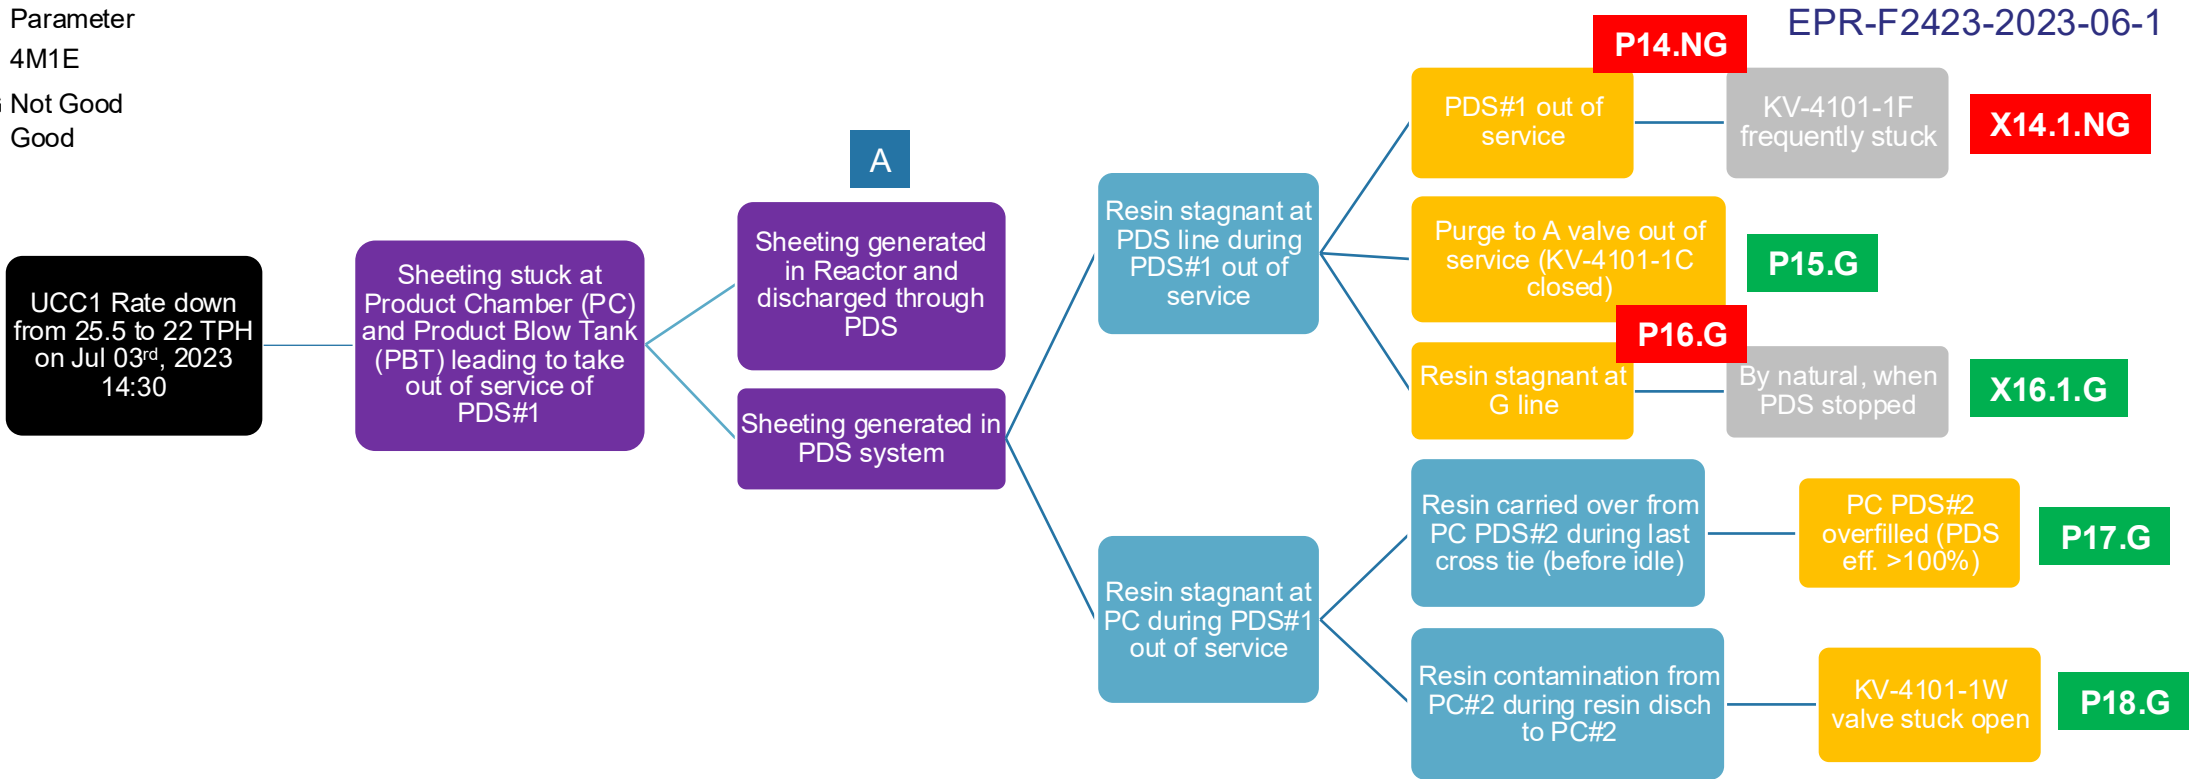 Parameter
4M1E
Not Good
Good
EPR-F2423-2023-06-1
UCC1 Rate down
from 25.5 to 22 TPH
on Jul 03rd, 2023
14:30
Sheeting stuck at
Product Chamber (PC)
and Product Blow Tank
(PBT) leading to take
out of service of
PDS#1
A
Sheeting generated
in Reactor and
discharged through
PDS
Sheeting generated in
PDS system
Resin stagnant at
PDS line during
PDS#1 out of
service
Resin stagnant at
PC during PDS#1
out of service
P14.NG
PDS#1 out of
service
KV-4101-1F
frequently stuck
X14.1.NG
Purge to A valve out of
service (KV-4101-1C
closed)
P15.G
P16.G
Resin stagnant at
G line
By natural, when
PDS stopped
X16.1.G
Resin carried over from
PC PDS#2 during last
cross tie (before idle)
PC PDS#2
overfilled (PDS
eff. >100%)
P17.G
Resin contamination from
PC#2 during resin disch
to PC#2
KV-4101-1W
valve stuck open
P18.G